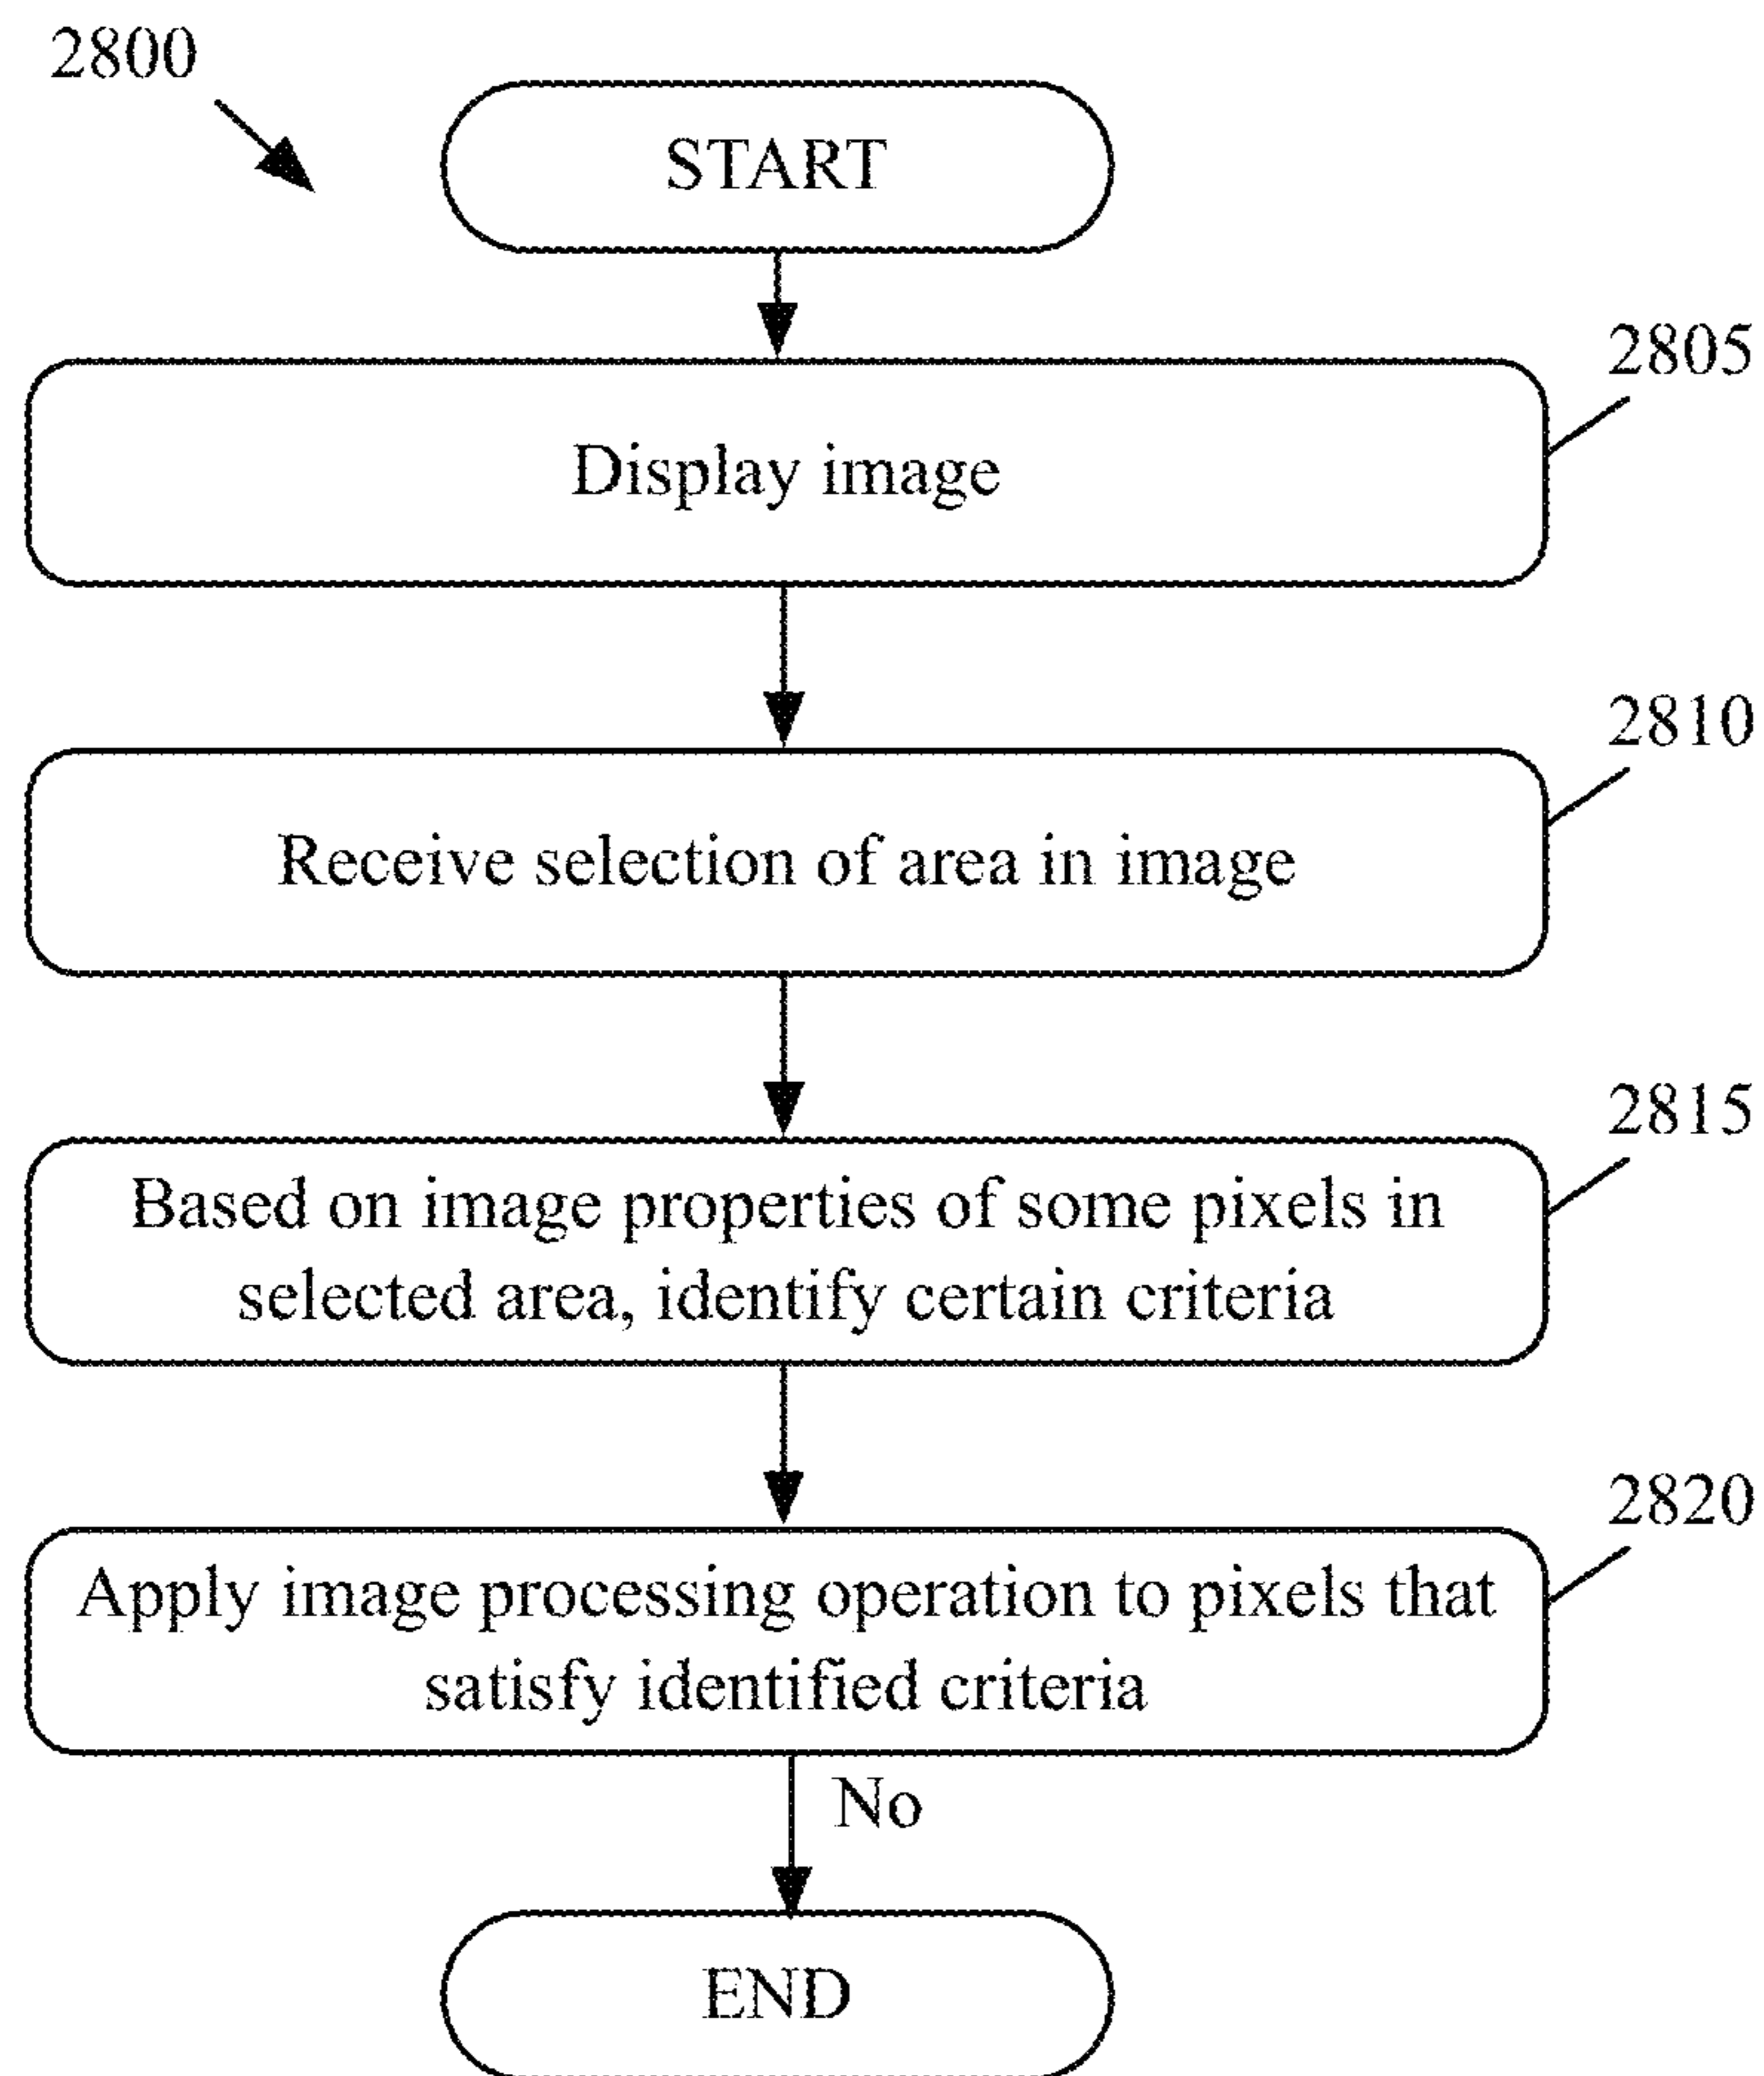 2800
START
2805
Display image
2810
Receive selection of area in image
2815
Based on image properties of some pixels in
selected area, identify certain criteria
2820
Apply image processing operation to pixels that
satisfy identified criteria
No
END